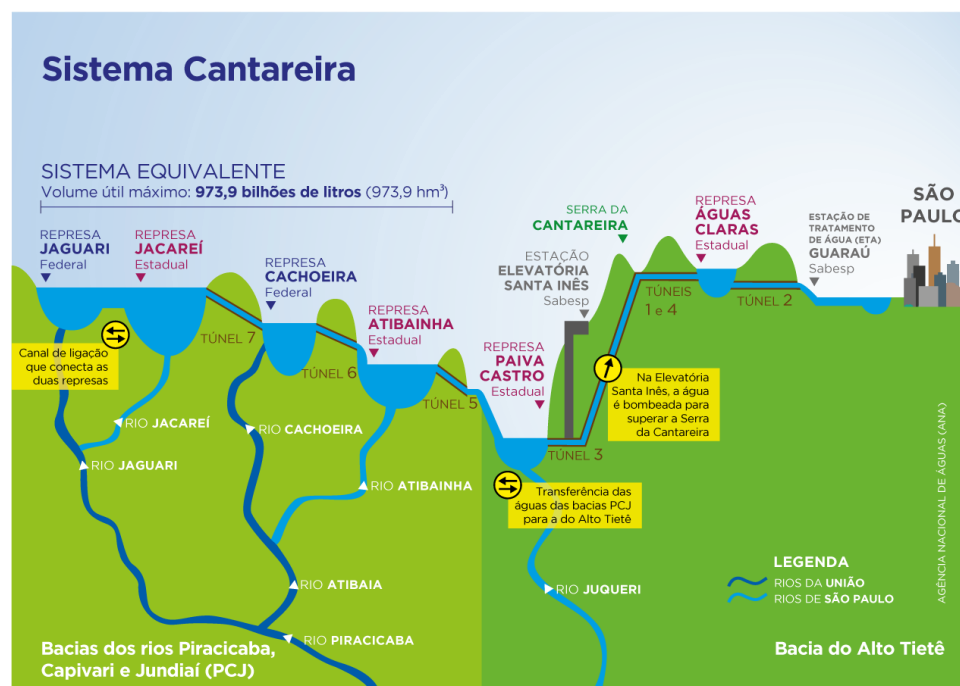 Sistema Cantareira
SISTEMA EQUIVALENTE
Volume útil máximo: 973,9 bilhões de litros (973,9 hm³)
REPRESA
JAGUARI
Federal
REPRESA
JACAREÍ
Estadual
REPRESA
CACHOEIRA
Federal
REPRESA
ATIBAINHA
Estadual
REPRESA
PAIVA
CASTRO
Estadual
ESTAÇÃO
ELEVATÓRIA
SANTA INÊS
Sabesp
SERRA DA
CANTAREIRA
REPRESA
ÁGUAS
CLARAS
Estadual
ESTAÇÃO DE
TRATAMENTO
DE ÁGUA (ETA)
GUARAÚ
Sabesp
SÃO
PAULO
TÚNEL 7
TÚNEL 6
TÚNEL 5
TÚNEL 3
TÚNEIS
1 e 4
TÚNEL 2
Canal de ligação
que conecta as
duas represas
Na Elevatória
Santa Inês, a água
é bombeada para
superar a Serra
da Cantareira
Transferência das
águas das bacias PCJ
para a do Alto Tietê
RIO JACAREÍ
RIO JAGUARI
RIO CACHOEIRA
RIO ATIBAINHA
RIO ATIBAIA
RIO PIRACICABA
RIO JUQUERI
LEGENDA
RIOS DA UNIÃO
RIOS DE SÃO PAULO
Bacias dos rios Piracicaba,
Capivari e Jundiaí (PCJ)
Bacia do Alto Tietê
AGÊNCIA NACIONAL DE ÁGUAS (ANA)